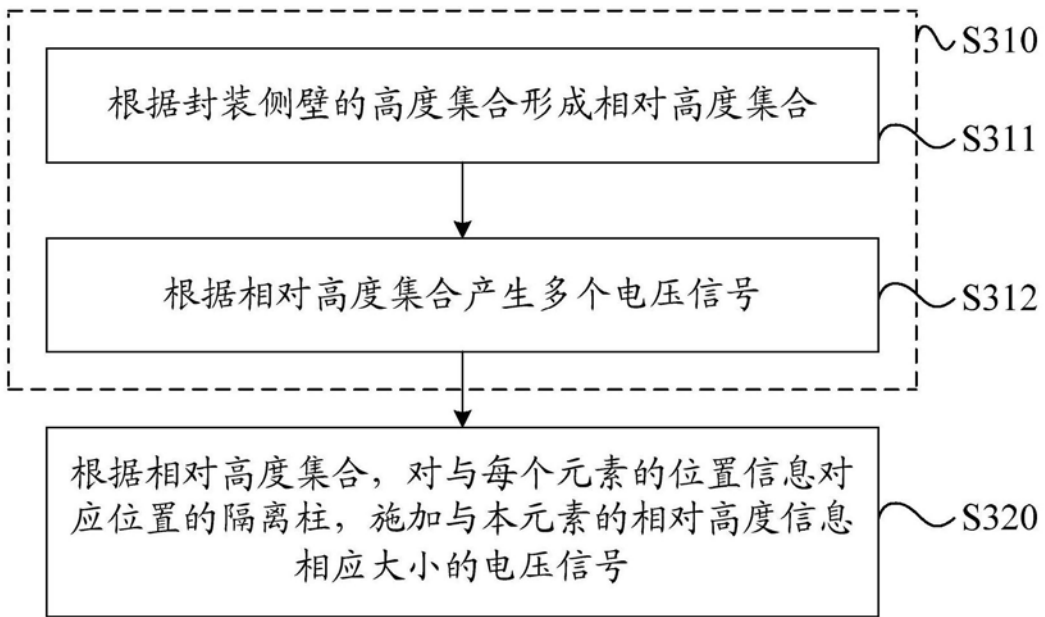 S310
根据封装侧壁的高度集合形成相对高度集合
S311
根据相对高度集合产生多个电压信号
S312
根据相对高度集合，对与每个元素的位置信息对
应位置的隔离柱，施加与本元素的相对高度信息
相应大小的电压信号
S320